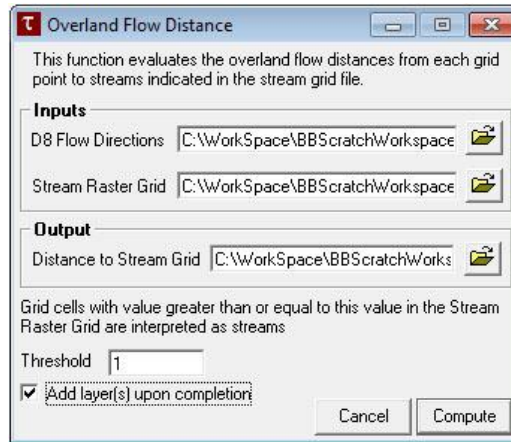 τ Overland Flow Distance
This function evaluates the overland flow distances from each grid
point to streams indicated in the stream grid file.
Inputs
D8 Flow Directions C:\WorkSpace\BBScratchWorkspace
Stream Raster Grid C:\WorkSpace\BBScratchWorkspace
Output
Distance to Stream Grid C:\WorkSpace\BBScratchWorks
Grid cells with value greater than or equal to this value in the Stream
Raster Grid are interpreted as streams
Threshold 1
Add layer(s) upon completion
Cancel Compute